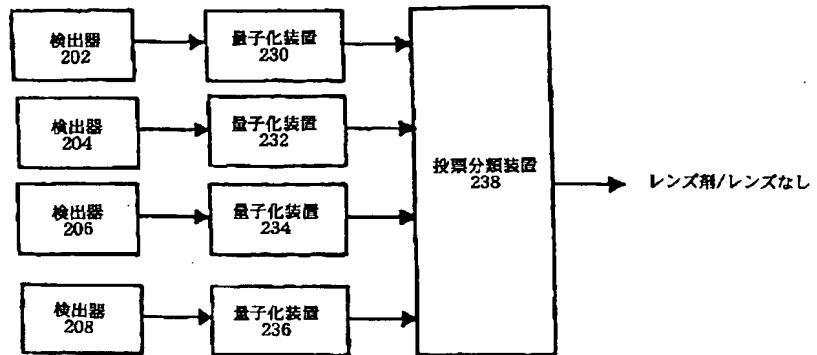 検出器
202
量子化装置
230
検出器
204
量子化装置
232
検出器
206
量子化装置
234
検出器
208
量子化装置
236
投票分類装置
238
レンズ剤/レンズなし